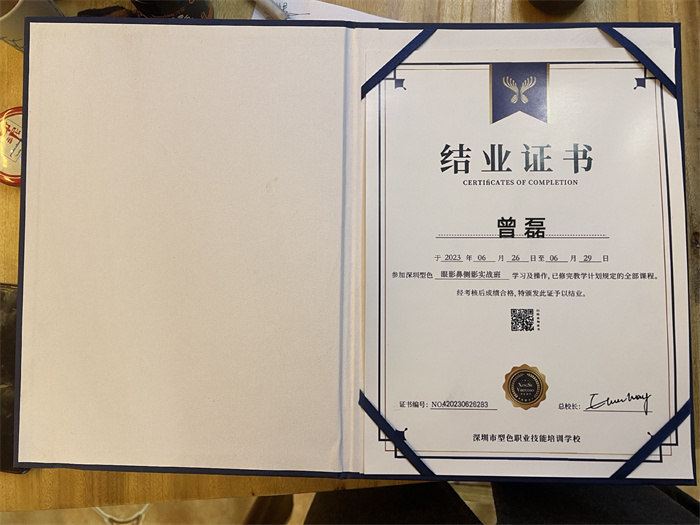 结业证书
CERTIfiCATES OF COMPLETION
曾磊
于 2023 年 06 月 26 日至 06 月 29 日
参加深圳型色 眼影鼻侧影实战班 学习及操作,已修完教学计划规定的全部课程。
经考核后成绩合格,特颁发此证予以结业。
证书编号: NO:420230626283
总校长:
深圳市型色职业技能培训学校